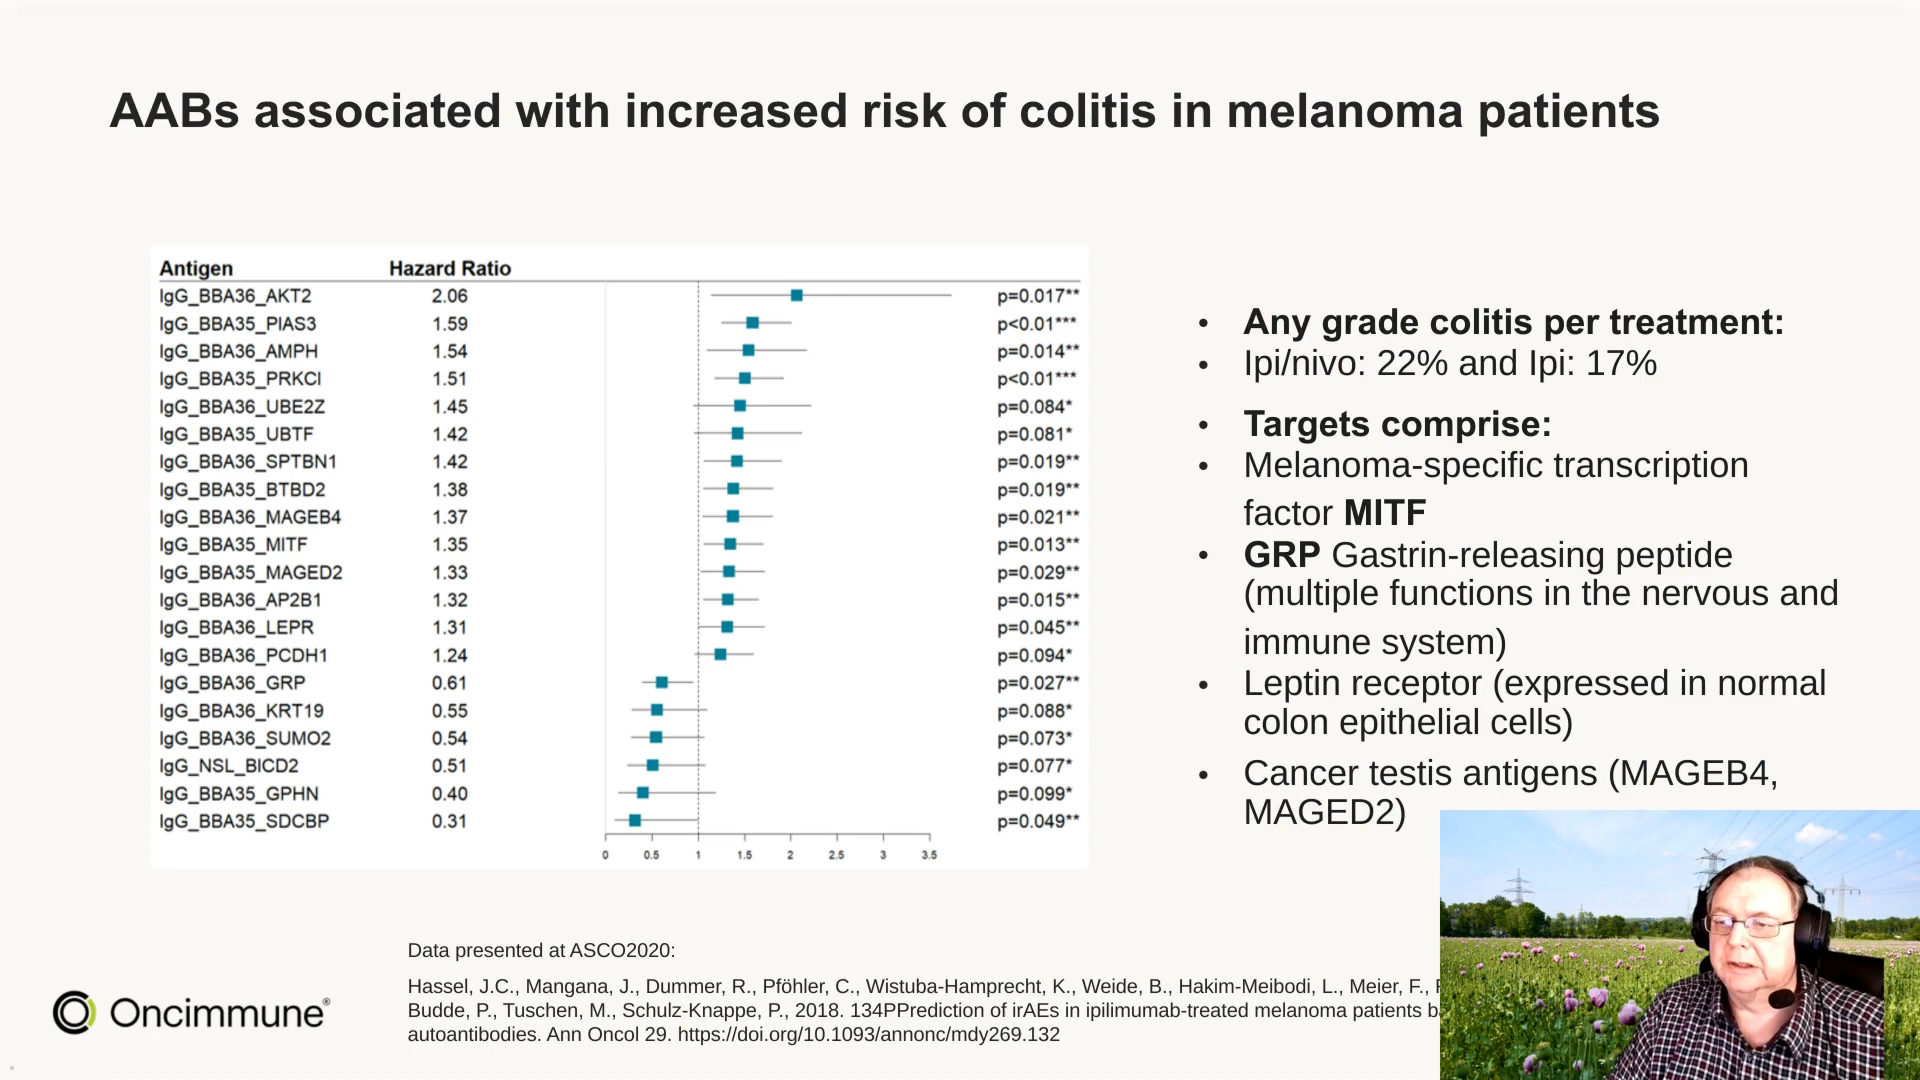 AABs associated with increased risk of colitis in melanoma patients
Antigen Hazard Ratio
IgG_BBA36_AKT2 2.06 p=0.017**
IgG_BBA35_PIAS3 1.59 p<0.01***
IgG_BBA36_AMPH 1.54 p=0.014**
IgG_BBA35_PRKCI 1.51 p<0.01***
IgG_BBA36_UBE2Z 1.45 p=0.084*
IgG_BBA35_UBTF 1.42 p=0.081*
IgG_BBA36_SPTBN1 1.42 p=0.019**
IgG_BBA35_BTBD2 1.38 p=0.019**
IgG_BBA36_MAGEB4 1.37 p=0.021**
IgG_BBA35_MITF 1.35 p=0.013**
IgG_BBA35_MAGED2 1.33 p=0.029**
IgG_BBA36_AP2B1 1.32 p=0.015**
IgG_BBA36_LEPR 1.31 p=0.045**
IgG_BBA36_PCDH1 1.24 p=0.094*
IgG_BBA36_GRP 0.61 p=0.027**
IgG_BBA36_KRT19 0.55 p=0.088*
IgG_BBA36_SUMO2 0.54 p=0.073*
IgG_NSL_BICD2 0.51 p=0.077*
IgG_BBA35_GPHN 0.40 p=0.099*
IgG_BBA35_SDCBP 0.31 p=0.049**
0 0.5 1 1.5 2 2.5 3 3.5
• Any grade colitis per treatment:
• Ipi/nivo: 22% and Ipi: 17%
• Targets comprise:
• Melanoma-specific transcription
factor MITF
• GRP Gastrin-releasing peptide
(multiple functions in the nervous and
immune system)
• Leptin receptor (expressed in normal
colon epithelial cells)
• Cancer testis antigens (MAGEB4,
MAGED2)
Data presented at ASCO2020:
Hassel, J.C., Mangana, J., Dummer, R., Pföhler, C., Wistuba-Hamprecht, K., Weide, B., Hakim-Meibodi, L., Meier, F.,
Budde, P., Tuschen, M., Schulz-Knappe, P., 2018. 134PPrediction of irAEs in ipilimumab-treated melanoma patients
autoantibodies. Ann Oncol 29. https://doi.org/10.1093/annonc/mdy269.132
Oncimmune®